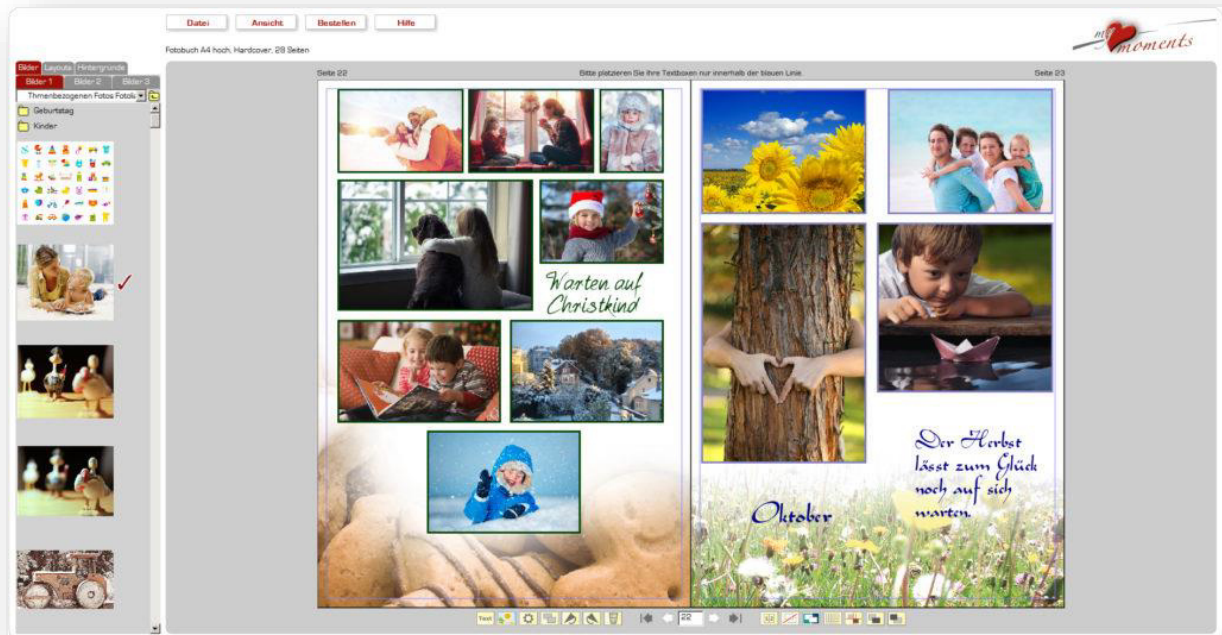 Datei Ansicht Bestellen Hilfe
my moments
Fotobuch A4 hoch, Hardcover, 28 Seiten
Bilder Layouts Hintergründe
Bilder 1 Bilder 2 Bilder 3
Thmenbezogenen Fotos Fotolia
Geburtstag
Kinder
Seite 22 Bitte platzieren Sie Ihre Textboxen nur innerhalb der blauen Linie. Seite 23
Warten auf
Christkind
Der Herbst
lässt zum Glück
noch auf sich
warten.
Oktober
Text 22